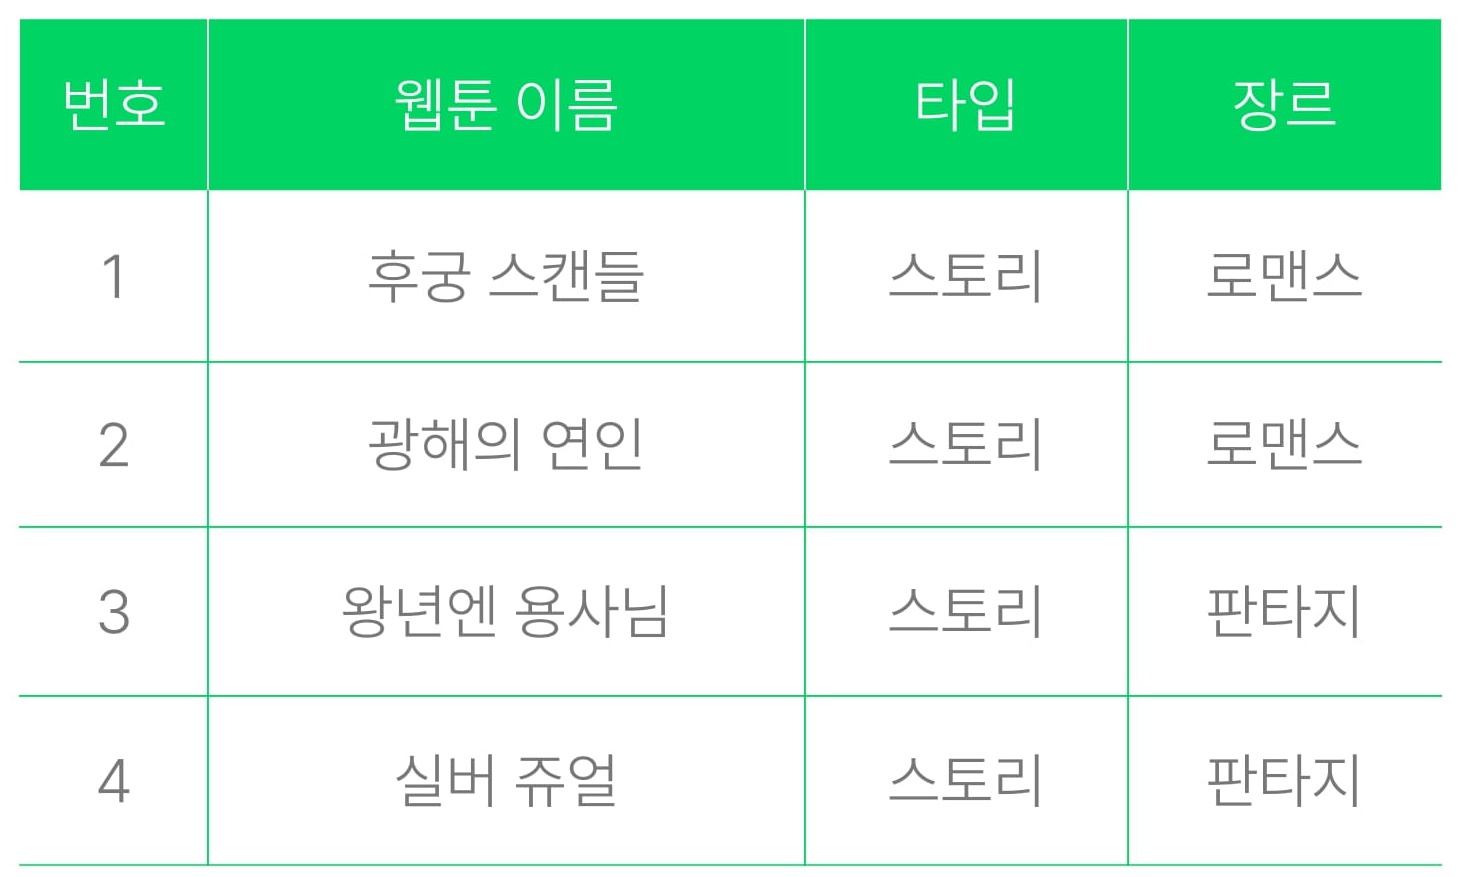 번호 웹툰 이름 타입 장르
1 후궁 스캔들 스토리 로맨스
2 광해의 연인 스토리 로맨스
3 왕년엔 용사님 스토리 판타지
4 실버 쥬얼 스토리 판타지